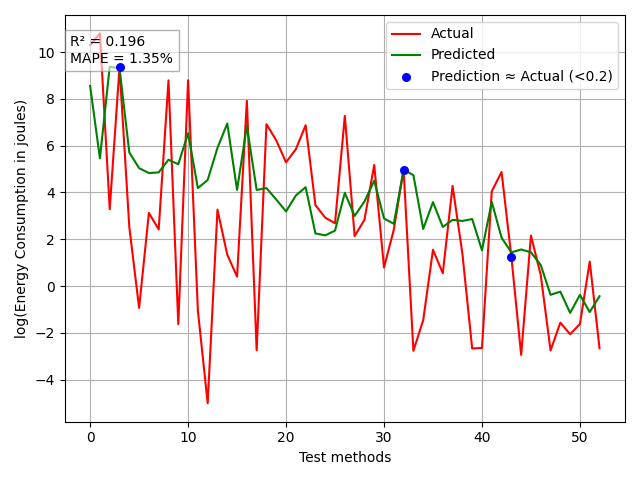 R² = 0.196
MAPE = 1.35%
Actual
Predicted
Prediction ≈ Actual (<0.2)
log(Energy Consumption in joules)
10
8
6
4
2
0
−2
−4
0
10
20
30
40
50
Test methods